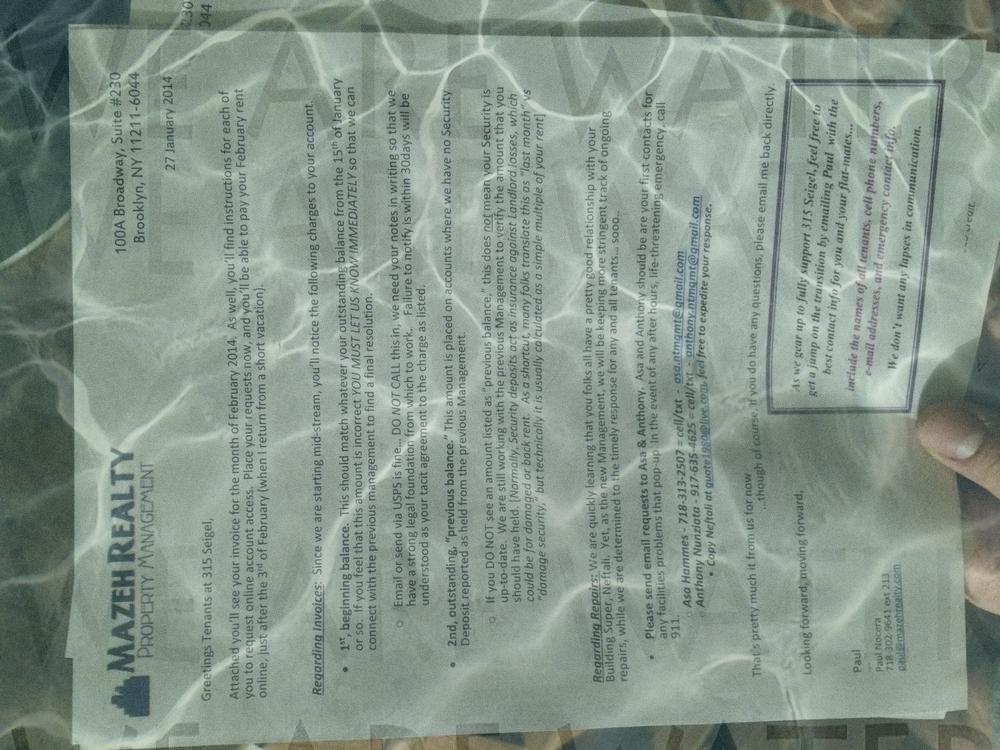 MAZEH REALTY
PROPERTY MANAGEMENT
100A Broadway, Suite #230
Brooklyn, NY 11211-6044
27 January 2014
Greetings Tenants at 315 Seigel,
Attached you'll see your invoice for the month of February 2014. As well, you'll find instructions for each of
you to request online account access. Place your requests now, and you'll be able to pay your February rent
online, just after the 3rd of February (when I return from a short vacation).
Regarding Invoices: Since we are starting mid-stream, you'll notice the following charges to your account.
• 1st, beginning balance. This should match whatever your outstanding balance from the 15th of January
or so. If you feel that this amount is incorrect YOU MUST LET US KNOW IMMEDIATELY so that we can
connect with the previous management to find a final resolution.
○ Email or send via USPS is fine... DO NOT CALL this in, we need your notes in writing so that we
have a strong legal foundation from which to work. Failure to notify is within 30days will be
understood as your tacit agreement to the charge as listed.
• 2nd, outstanding, "previous balance." This amount is placed on accounts where we have no Security
Deposit reported as held from the previous Management.
○ If you DO NOT see an amount listed as "previous balance," this does not mean your Security is
up-to-date. We are still working with the previous Management to verify the amount that you
should have held. [Normally, Security deposits act as insurance against Landlord losses, which
could be for damaged or back rent. As a shortcut, many folks translate this as "last month" vs
"damage security," but technically it is usually calculated as a simple multiple of your rent]
Regarding Repairs: We are quickly learning that you folks all have a pretty good relationship with your
Building Super, Neftali. Yet, as the new Management, we will be keeping more stringent track of ongoing
repairs, while we are determined to the timely response for any and all tenants...sooo..
• Please send email requests to Asa & Anthony. Asa and Anthony should be are your first contacts for
any facilities problems that pop-up. In the event of any after hours, life-threatening emergency, call
911.
Asa Hammes - 718-313-2507 = cell/txt - asa.ntmgmt@gmail.com
Anthony Nunziata - 917-635-4625 = cell/txt - anthony.ntmgmt@gmail.com
• Copy Neftali at quate1980@live.com, feel free to expedite your response.
That's pretty much it from us for now
...though of course, if you do have any questions, please email me back directly.
Looking forward, moving forward,
Paul
Paul Nocera
718-302-9641 ext 213
paul@mazehrealty.com
As we gear up to fully support 315 Seigel, feel free to
get a jump on the transition by emailing Paul with the
best contact info for you and your flat-mates...
include the names of all tenants, cell phone numbers,
e-mail addresses, and emergency contact info.
We don't want any lapses in communication.
WE ARE WATER
WE ARE WATER